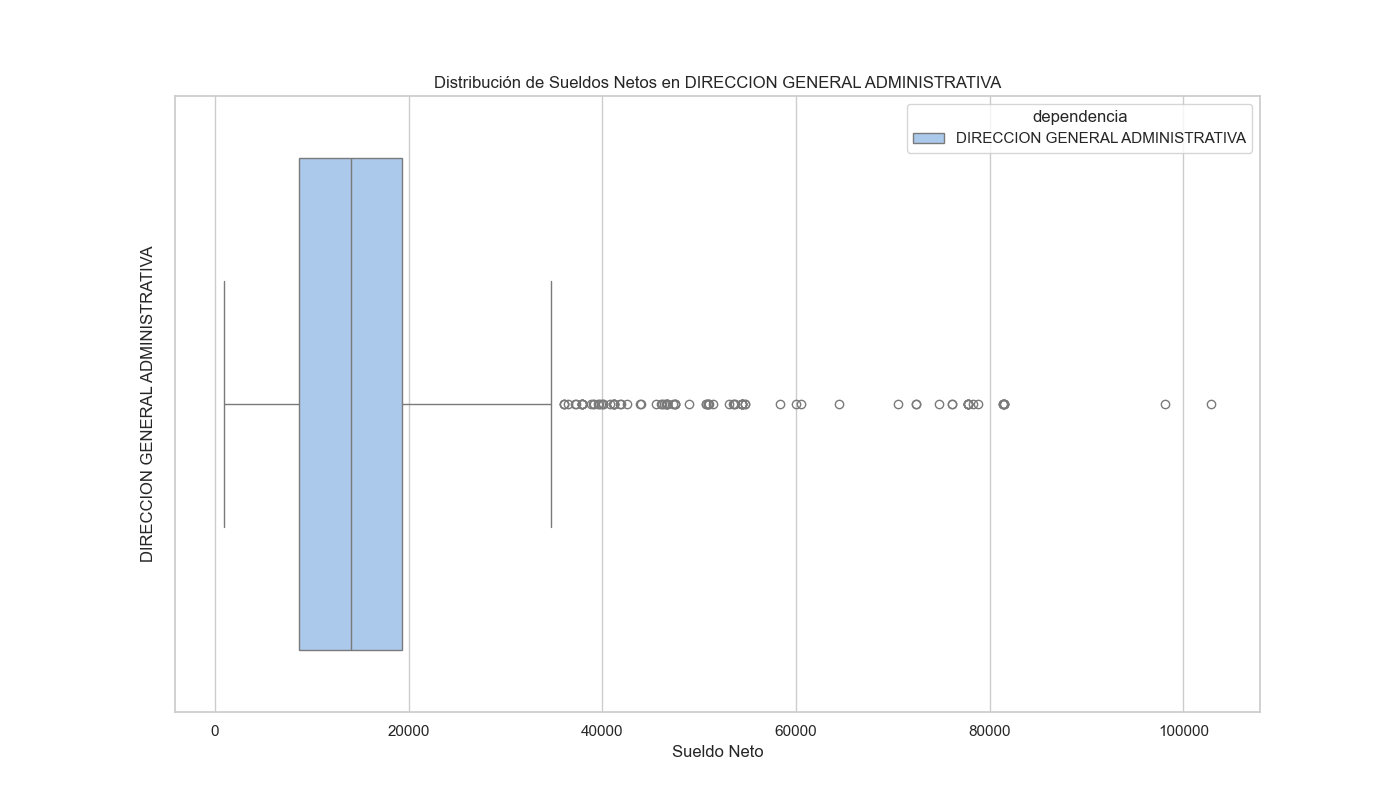 Distribución de Sueldos Netos en DIRECCION GENERAL ADMINISTRATIVA
dependencia
DIRECCION GENERAL ADMINISTRATIVA
DIRECCION GENERAL ADMINISTRATIVA
0 20000 40000 60000 80000 100000
Sueldo Neto